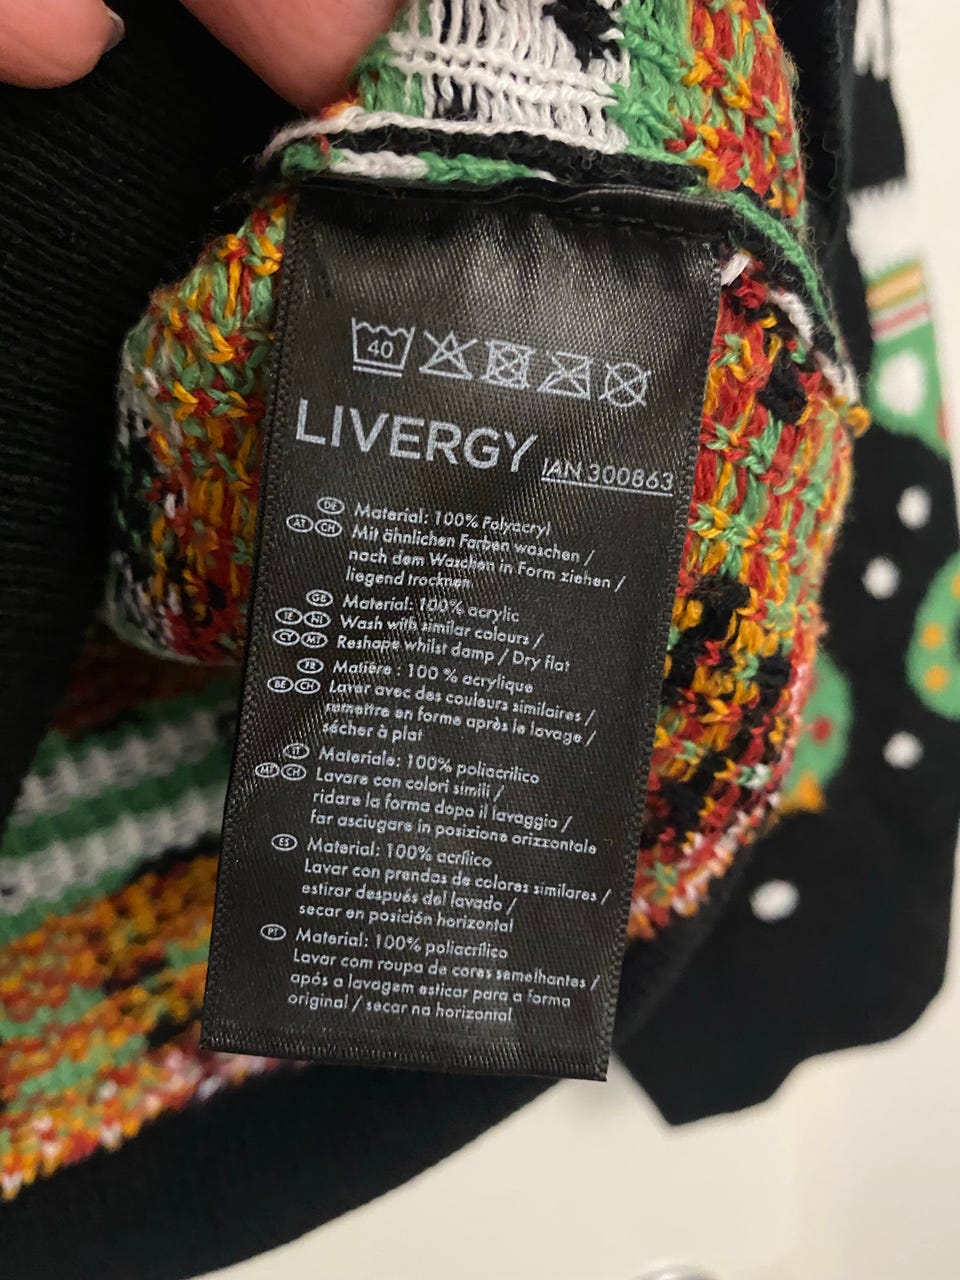 40
LIVERGY IAN 300863
DE Material: 100% Polyacryl
AT CH Mit ähnlichen Farben waschen /
nach dem Waschen in Form ziehen /
liegend trocknen
GB Material: 100% acrylic
IE NI Wash with similar colours /
CY MT Reshape whilst damp / Dry flat
FR Matière : 100 % acrylique
BE CH Laver avec des couleurs similaires /
remettre en forme après le lavage /
sécher à plat
IT Materiale: 100% poliacrilico
MT CH Lavare con colori simili /
ridare la forma dopo il lavaggio /
far asciugare in posizione orizzontale
ES Material: 100% acrílico
Lavar con prendas de colores similares /
estirar después del lavado /
secar en posición horizontal
PT Material: 100% poliacrílico
Lavar com roupa de cores semelhantes /
após a lavagem esticar para a forma
original / secar na horizontal